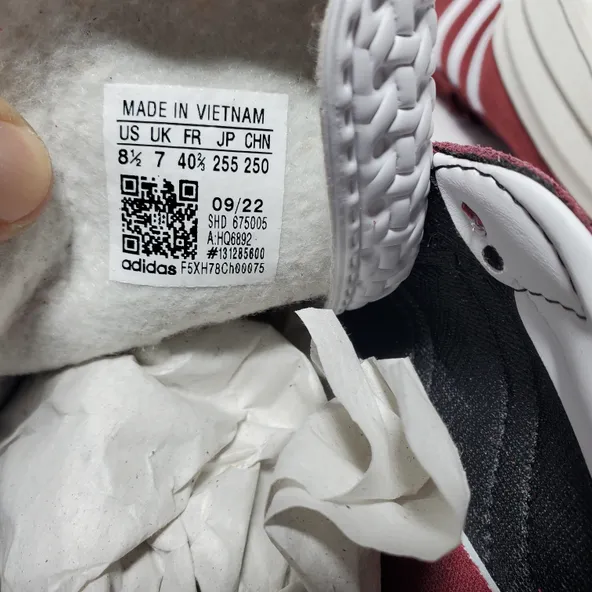 MADE IN VIETNAM
US UK FR JP CHN
8½ 7 40⅔ 255 250
09/22
SHD 675005
A:HQ6892
#131285600
adidas F5XH78Ch00075